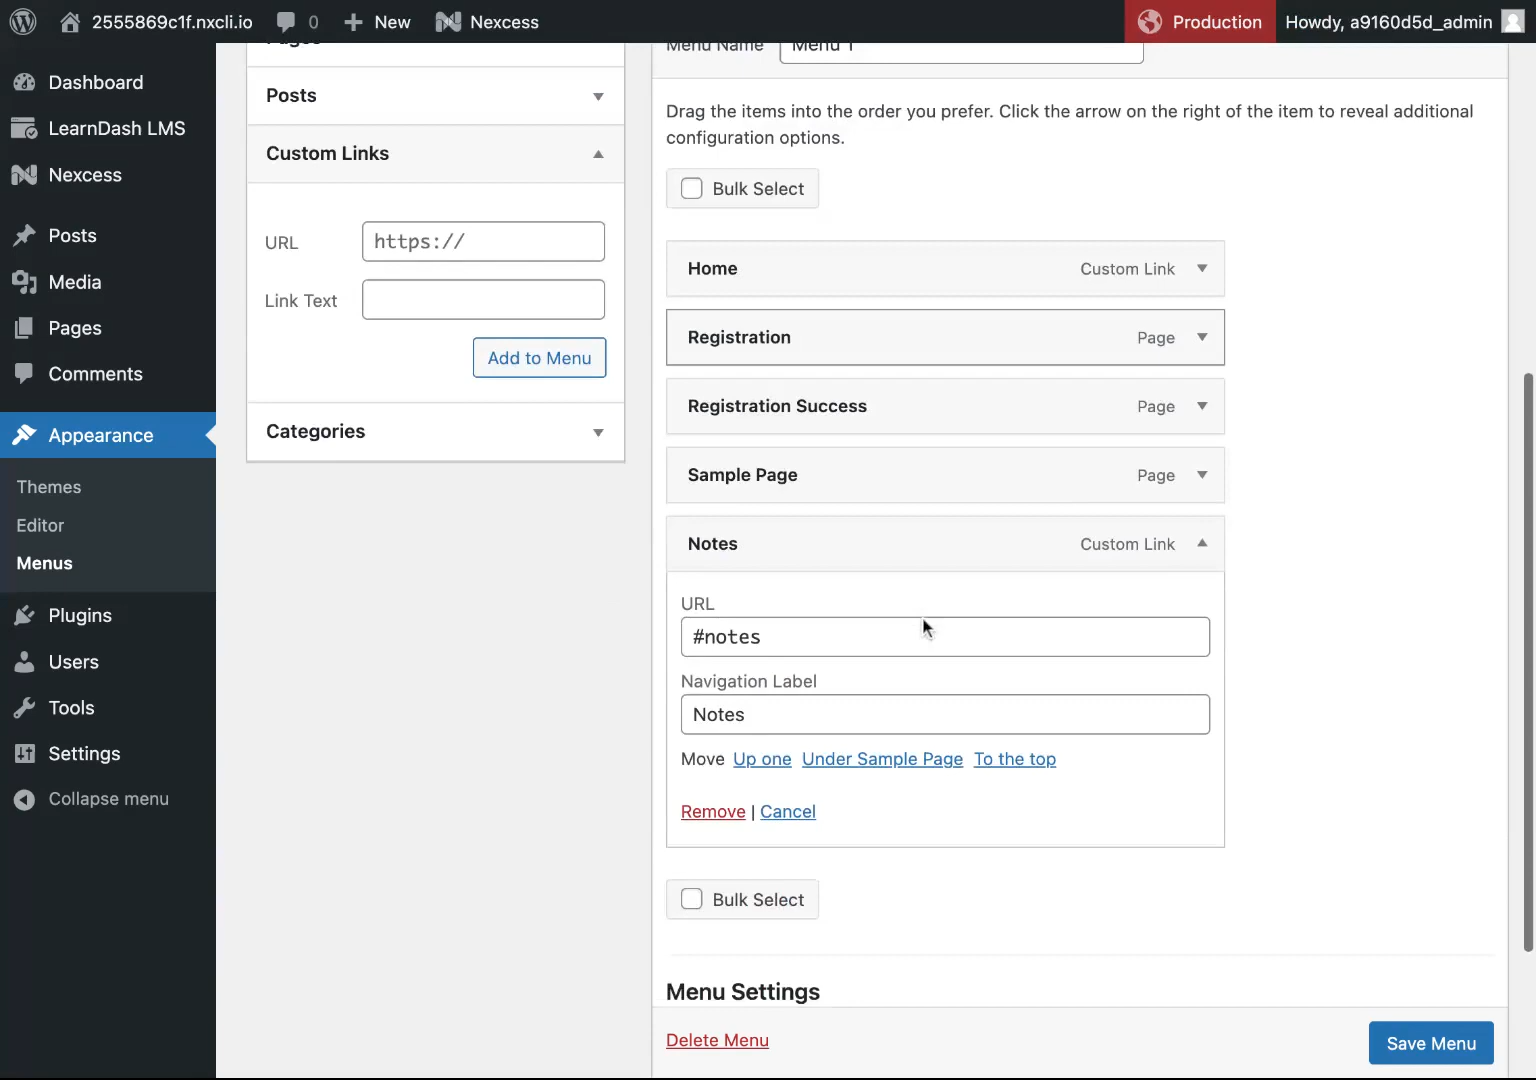 2555869c1f.nxcli.io
0
New
Nexcess
Production
Howdy, a9160d5d_admin
Dashboard
LearnDash LMS
Nexcess
Posts
Media
Pages
Comments
Appearance
Themes
Editor
Menus
Plugins
Users
Tools
Settings
Collapse menu
Pages
Posts
Custom Links
URL
https://
Link Text
Add to Menu
Categories
Menu Name
Menu 1
Drag the items into the order you prefer. Click the arrow on the right of the item to reveal additional
configuration options.
Bulk Select
Home
Custom Link
Registration
Page
Registration Success
Page
Sample Page
Page
Notes
Custom Link
URL
#notes
Navigation Label
Notes
Move Up one Under Sample Page To the top
Remove | Cancel
Bulk Select
Menu Settings
Delete Menu
Save Menu